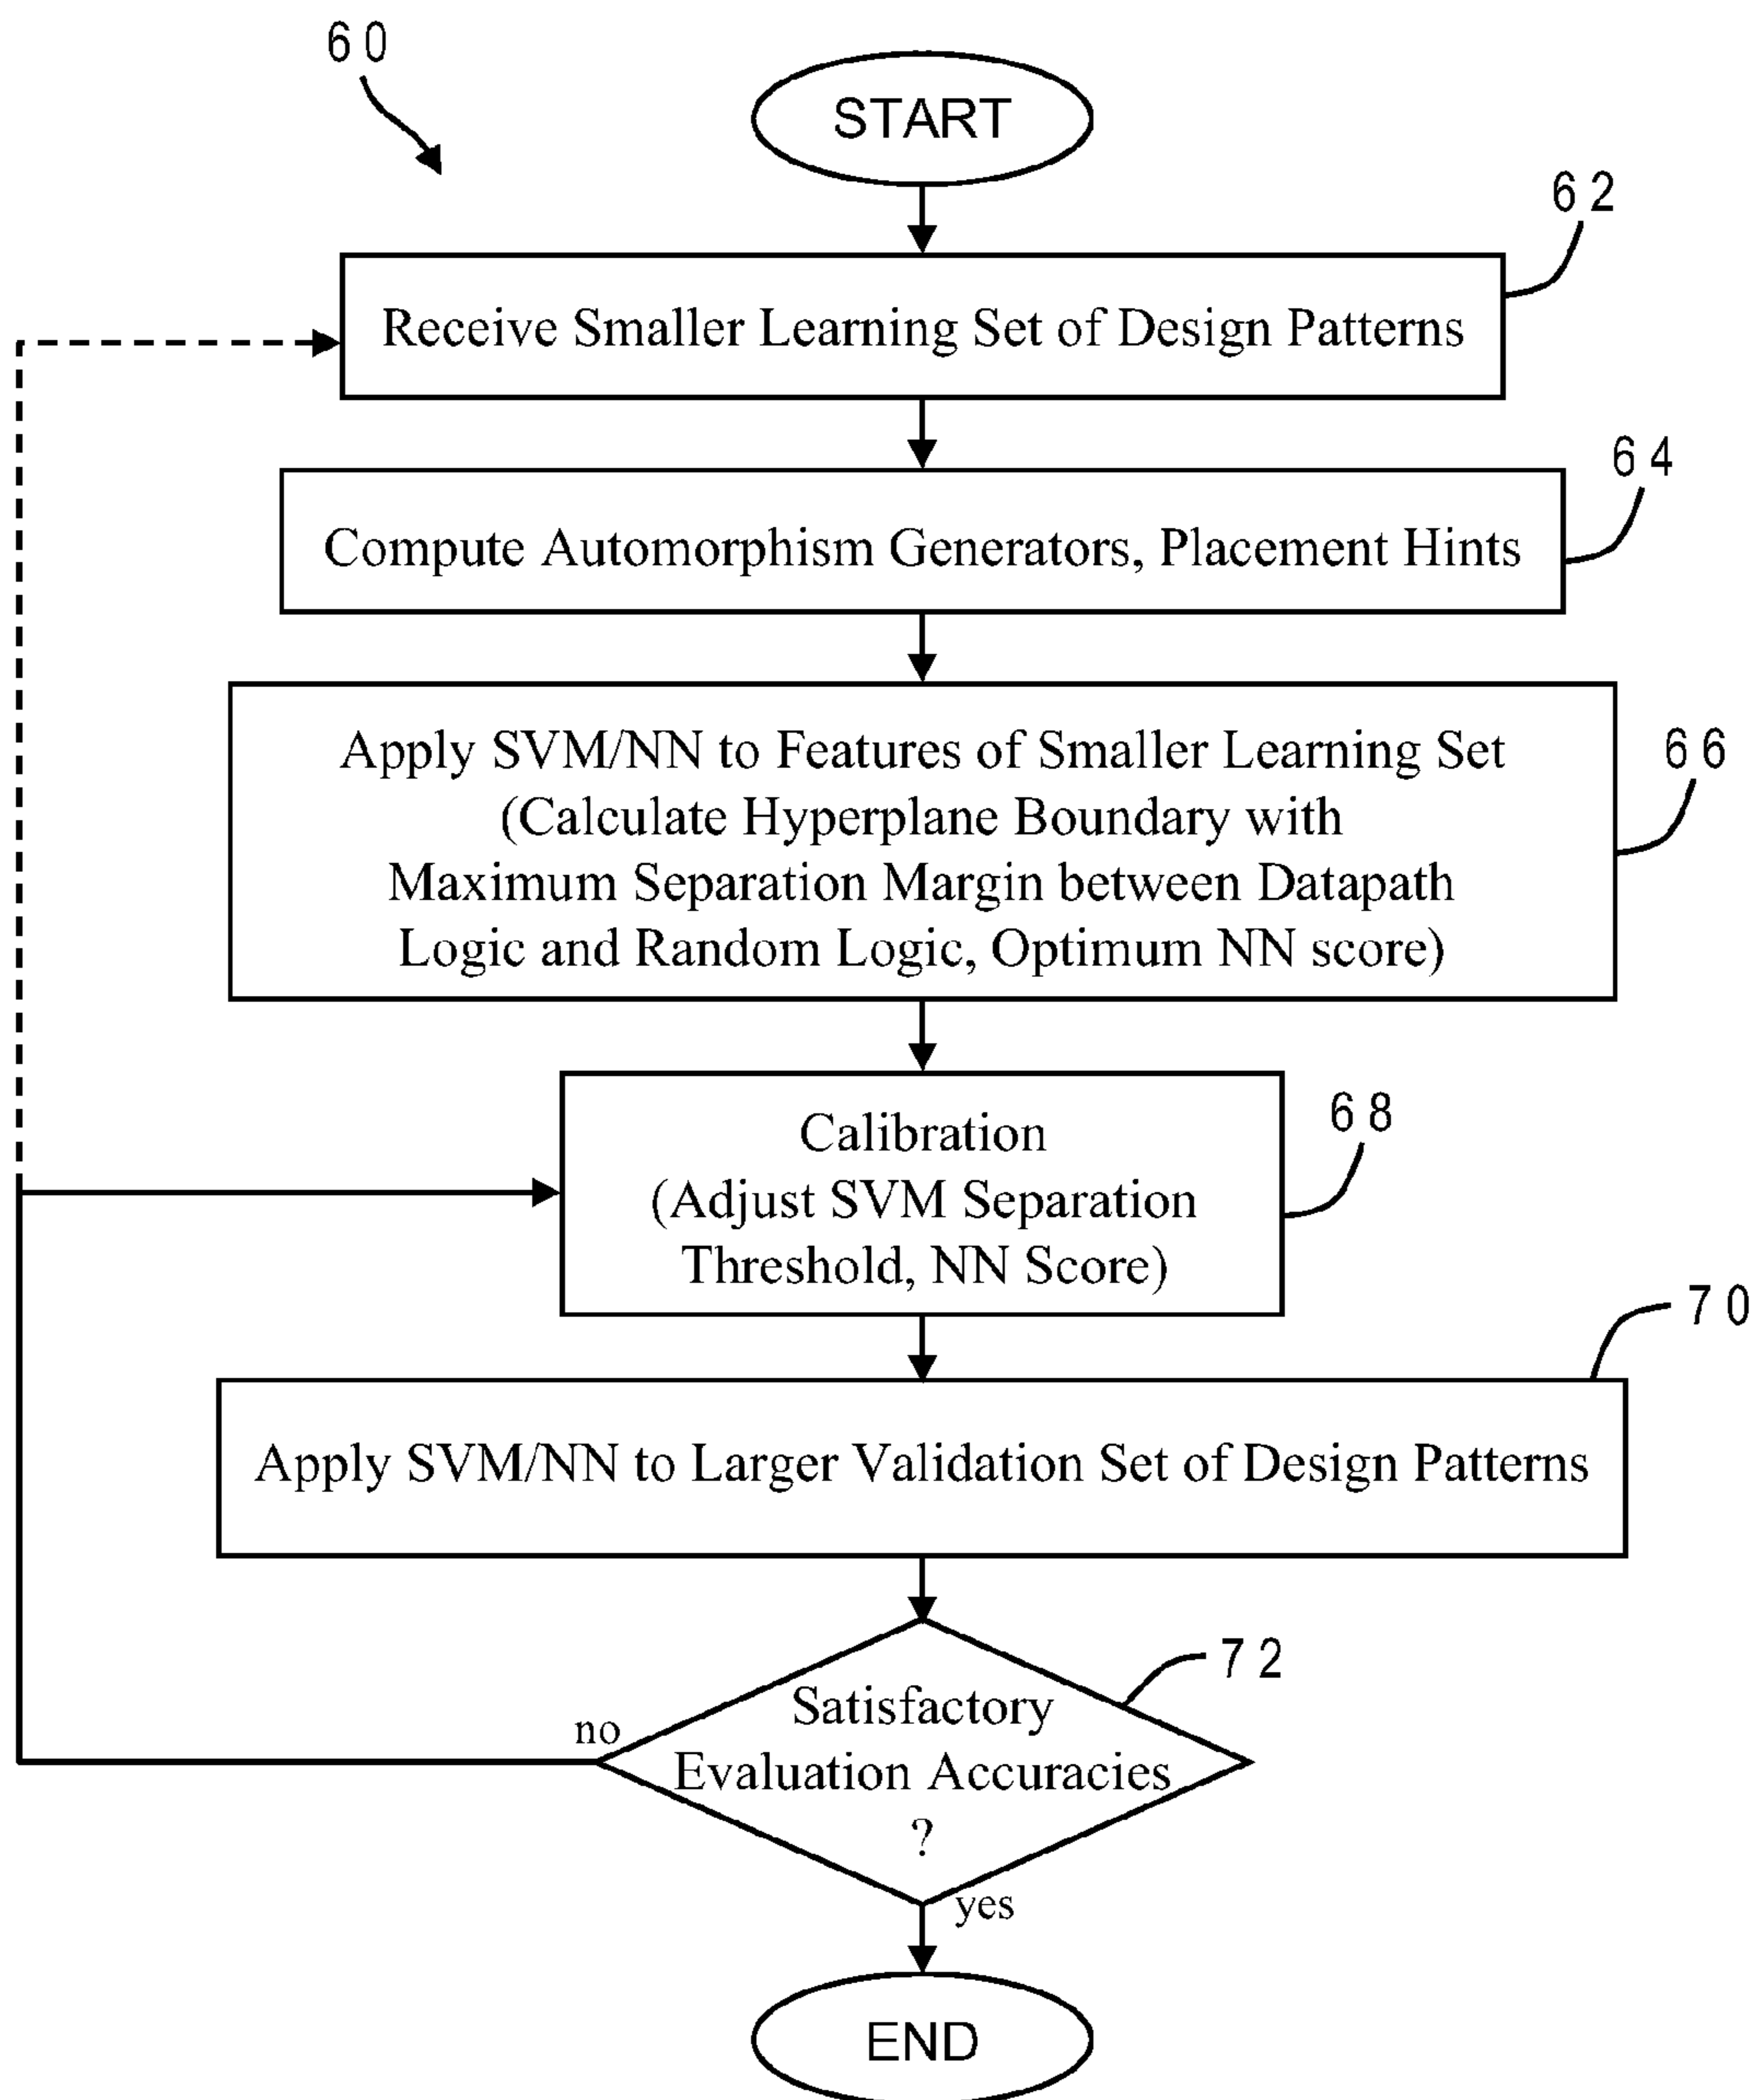 60
START
62
Receive Smaller Learning Set of Design Patterns
64
Compute Automorphism Generators, Placement Hints
66
Apply SVM/NN to Features of Smaller Learning Set
(Calculate Hyperplane Boundary with
Maximum Separation Margin between Datapath
Logic and Random Logic, Optimum NN score)
68
Calibration
(Adjust SVM Separation
Threshold, NN Score)
70
Apply SVM/NN to Larger Validation Set of Design Patterns
72
no
Satisfactory
Evaluation Accuracies
?
yes
END